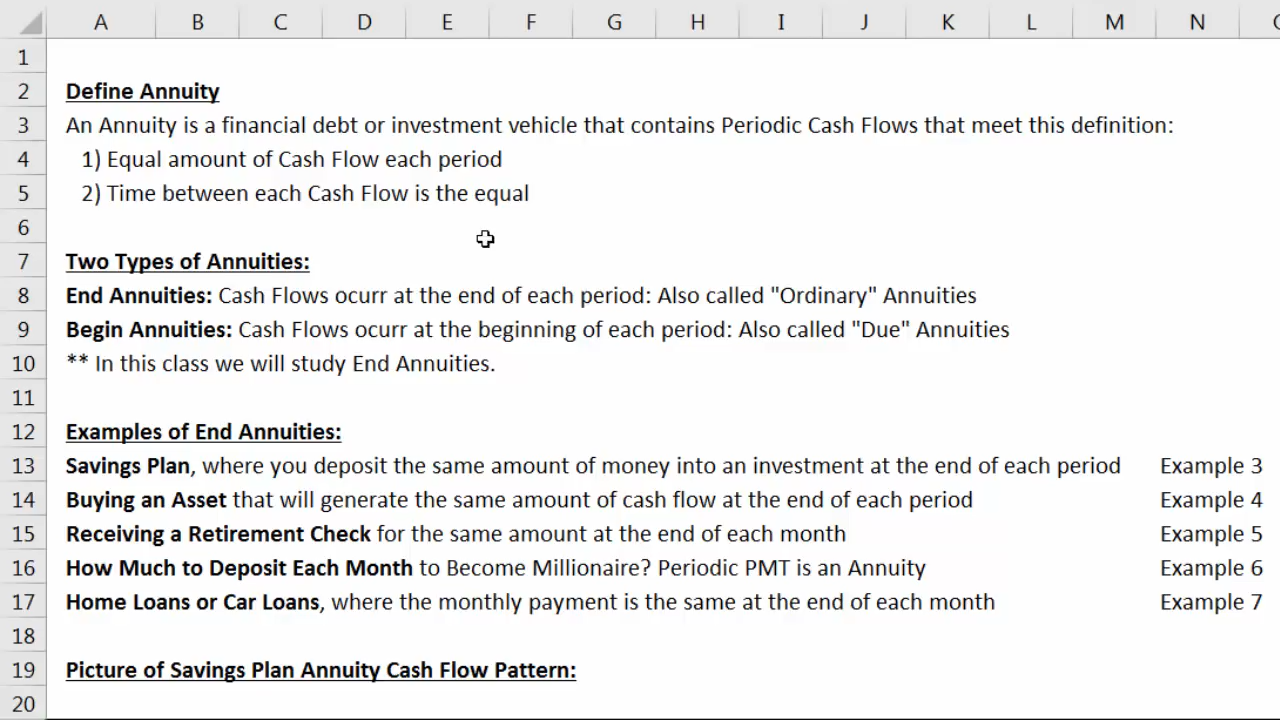 A B C D E F G H I J K L M N
1
2 Define Annuity
3 An Annuity is a financial debt or investment vehicle that contains Periodic Cash Flows that meet this definition:
4 1) Equal amount of Cash Flow each period
5 2) Time between each Cash Flow is the equal
6
7 Two Types of Annuities:
8 End Annuities: Cash Flows ocurr at the end of each period: Also called "Ordinary" Annuities
9 Begin Annuities: Cash Flows ocurr at the beginning of each period: Also called "Due" Annuities
10 ** In this class we will study End Annuities.
11
12 Examples of End Annuities:
13 Savings Plan, where you deposit the same amount of money into an investment at the end of each period Example 3
14 Buying an Asset that will generate the same amount of cash flow at the end of each period Example 4
15 Receiving a Retirement Check for the same amount at the end of each month Example 5
16 How Much to Deposit Each Month to Become Millionaire? Periodic PMT is an Annuity Example 6
17 Home Loans or Car Loans, where the monthly payment is the same at the end of each month Example 7
18
19 Picture of Savings Plan Annuity Cash Flow Pattern:
20